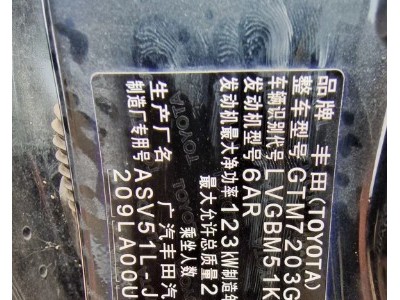 品牌 丰田(TOYOTA)
整车型号 GTM7203G
车辆识别代号 LVGBM51K
发动机型号 6AR
发动机最大净功率 123kW 制造年
最大允许总质量 2
乘坐人数
生产厂名 广汽丰田汽
制造厂专用号 ASV51L-J
209LA00U